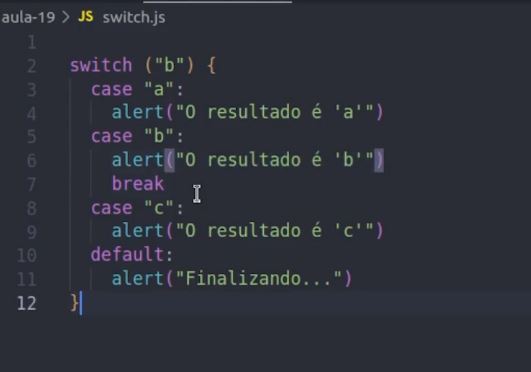 aula-19 > JS switch.js
1
2 switch ("b") {
3   case "a":
4     alert("O resultado é 'a'")
5   case "b":
6     alert("O resultado é 'b'")
7     break
8   case "c":
9     alert("O resultado é 'c'")
10   default:
11     alert("Finalizando...")
12 }